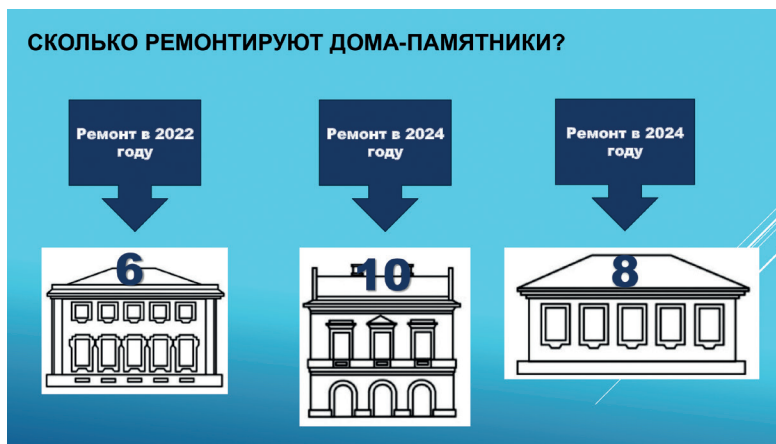 СКОЛЬКО РЕМОНТИРУЮТ ДОМА-ПАМЯТНИКИ?
Ремонт в 2022
году
6
Ремонт в 2024
году
10
Ремонт в 2024
году
8